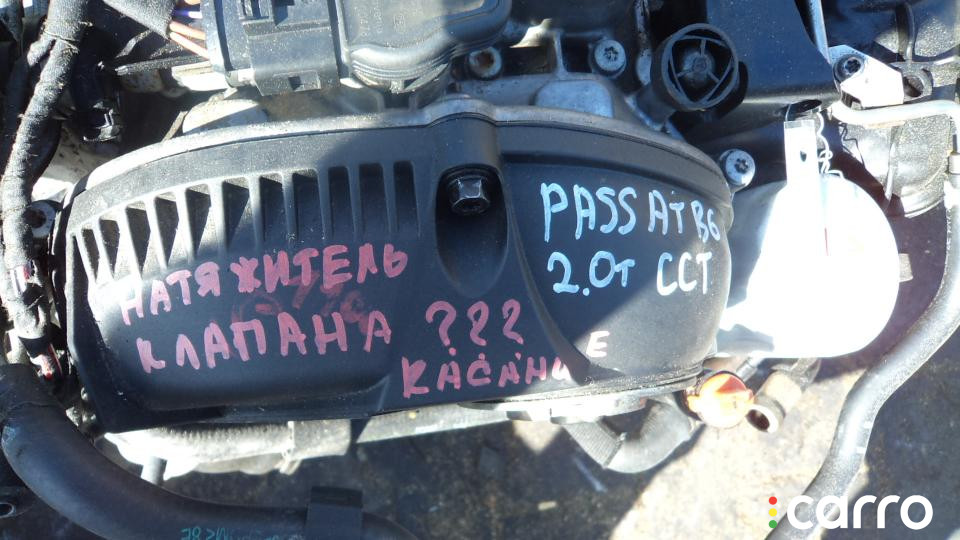 НАТЯЖИТЕЛЬ
КЛАПАНА ???
КАСАНИЕ
PASSAT B6
2.0T CCT
carro